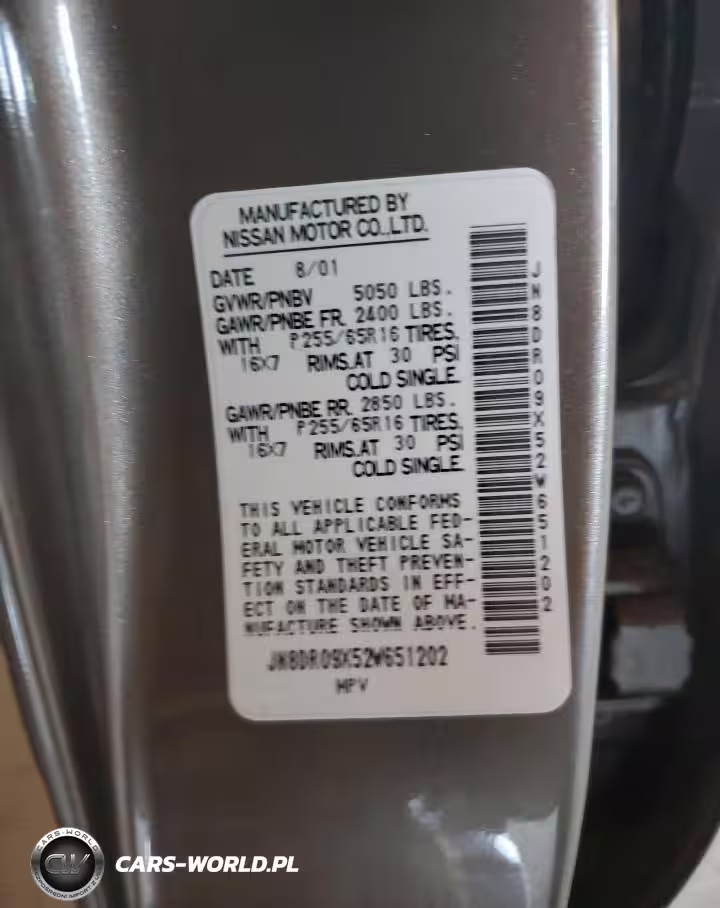 MANUFACTURED BY
NISSAN MOTOR CO.,LTD.
DATE 8/01
GVWR/PNBV 5050 LBS.
GAWR/PNBE FR. 2400 LBS.
WITH P255/65R16 TIRES,
16X7 RIMS.AT 30 PSI
COLD SINGLE.
GAWR/PNBE RR. 2850 LBS.
WITH P255/65R16 TIRES,
16X7 RIMS.AT 30 PSI
COLD SINGLE.
THIS VEHICLE CONFORMS
TO ALL APPLICABLE FED-
ERAL MOTOR VEHICLE SA-
FETY AND THEFT PREVEN-
TION STANDARDS IN EFF-
ECT ON THE DATE OF MA-
NUFACTURE SHOWN ABOVE.
JN8DR09X52W651202
MPV
JN8DR09X52W651202
CARS-WORLD
CW
CARS-WORLD.PL